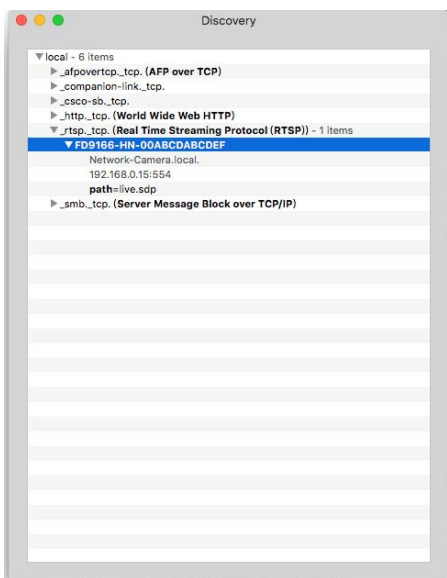 Discovery
local - 6 items
_afpovertcp._tcp. (AFP over TCP)
_companion-link._tcp.
_csco-sb._tcp.
_http._tcp. (World Wide Web HTTP)
_rtsp._tcp. (Real Time Streaming Protocol (RTSP)) - 1 items
FD9166-HN-00ABCDABCDEF
Network-Camera.local.
192.168.0.15:554
path=live.sdp
_smb._tcp. (Server Message Block over TCP/IP)